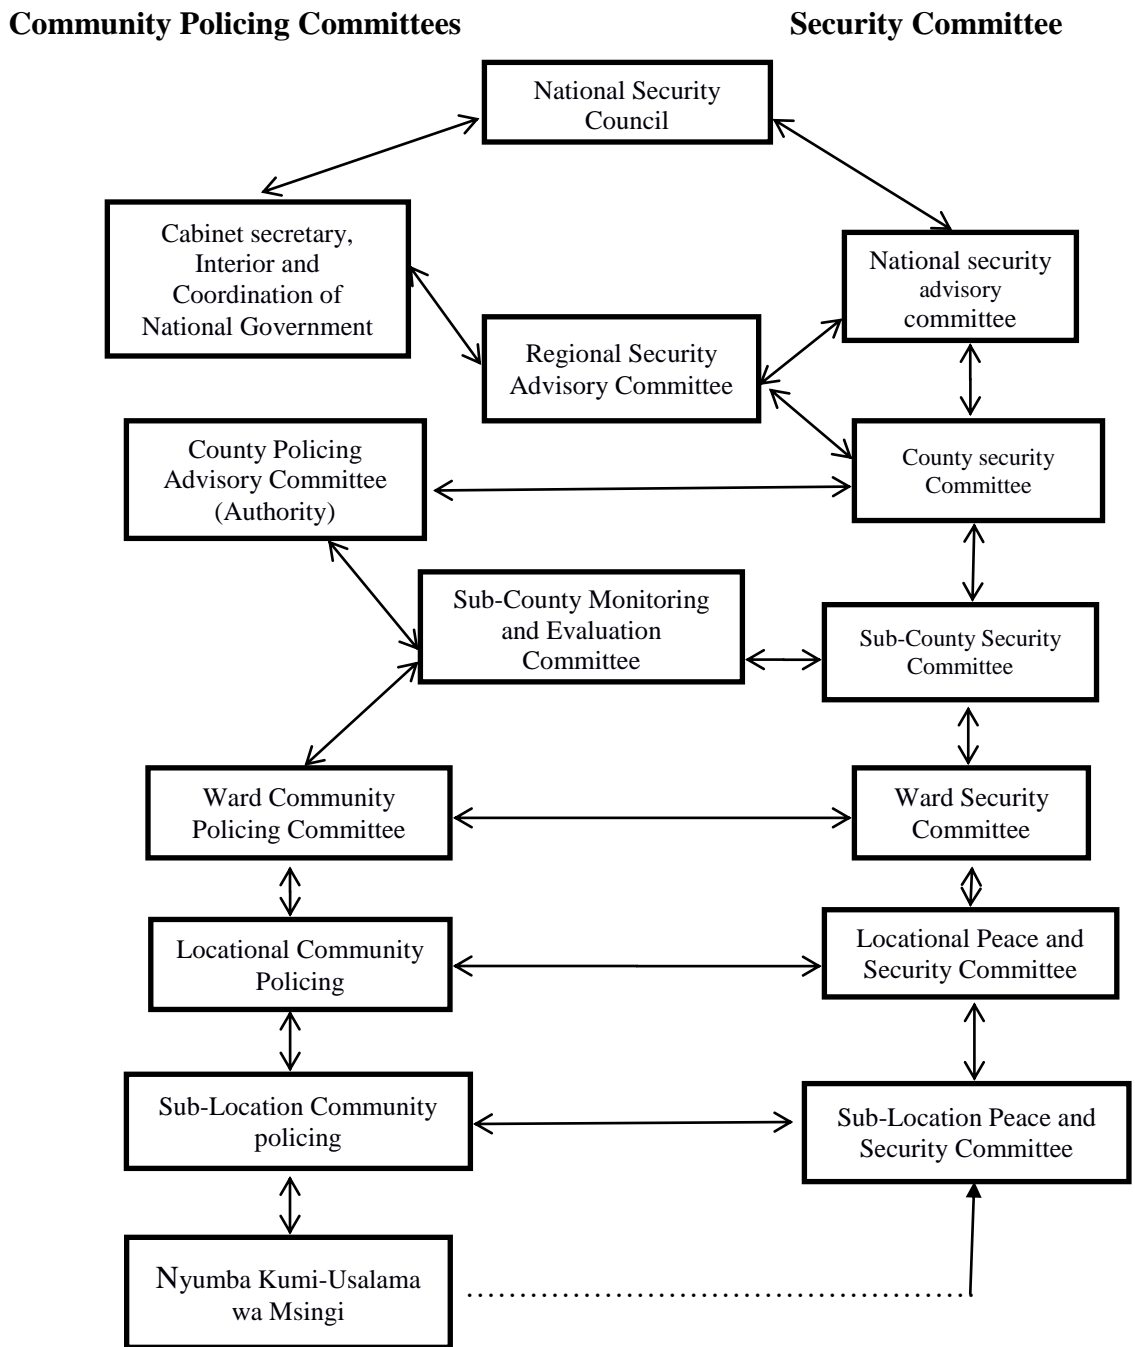 Community Policing Committees
Security Committee
National Security
Council
Cabinet secretary,
Interior and
Coordination of
National Government
National security
advisory
committee
Regional Security
Advisory Committee
County Policing
Advisory Committee
(Authority)
County security
Committee
Sub-County Monitoring
and Evaluation
Committee
Sub-County Security
Committee
Ward Community
Policing Committee
Ward Security
Committee
Locational Community
Policing
Locational Peace and
Security Committee
Sub-Location Community
policing
Sub-Location Peace and
Security Committee
Nyumba Kumi-Usalama
wa Msingi